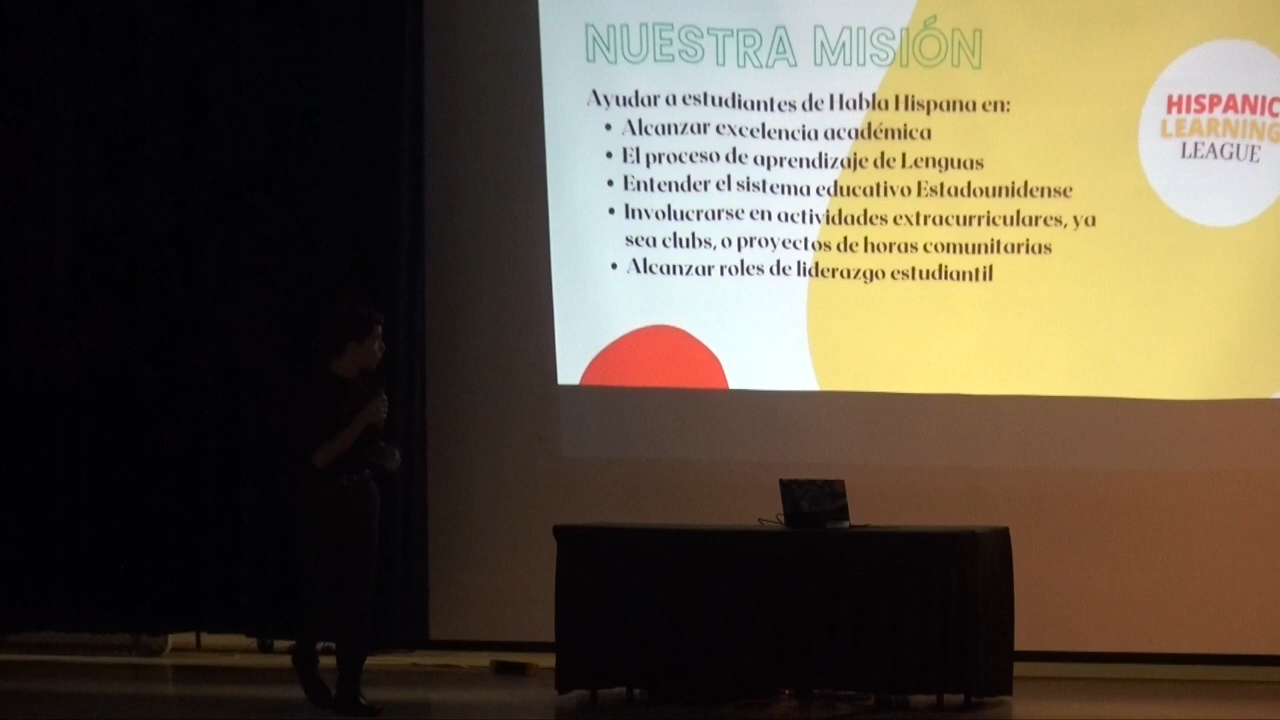 NUESTRA MISIÓN
Ayudar a estudiantes de Habla Hispana en:
• Alcanzar excelencia académica
• El proceso de aprendizaje de Lenguas
• Entender el sistema educativo Estadounidense
• Involucrarse en actividades extracurriculares, ya
sea clubs, o proyectos de horas comunitarias
• Alcanzar roles de liderazgo estudiantil
HISPANIC
LEARNING
LEAGUE